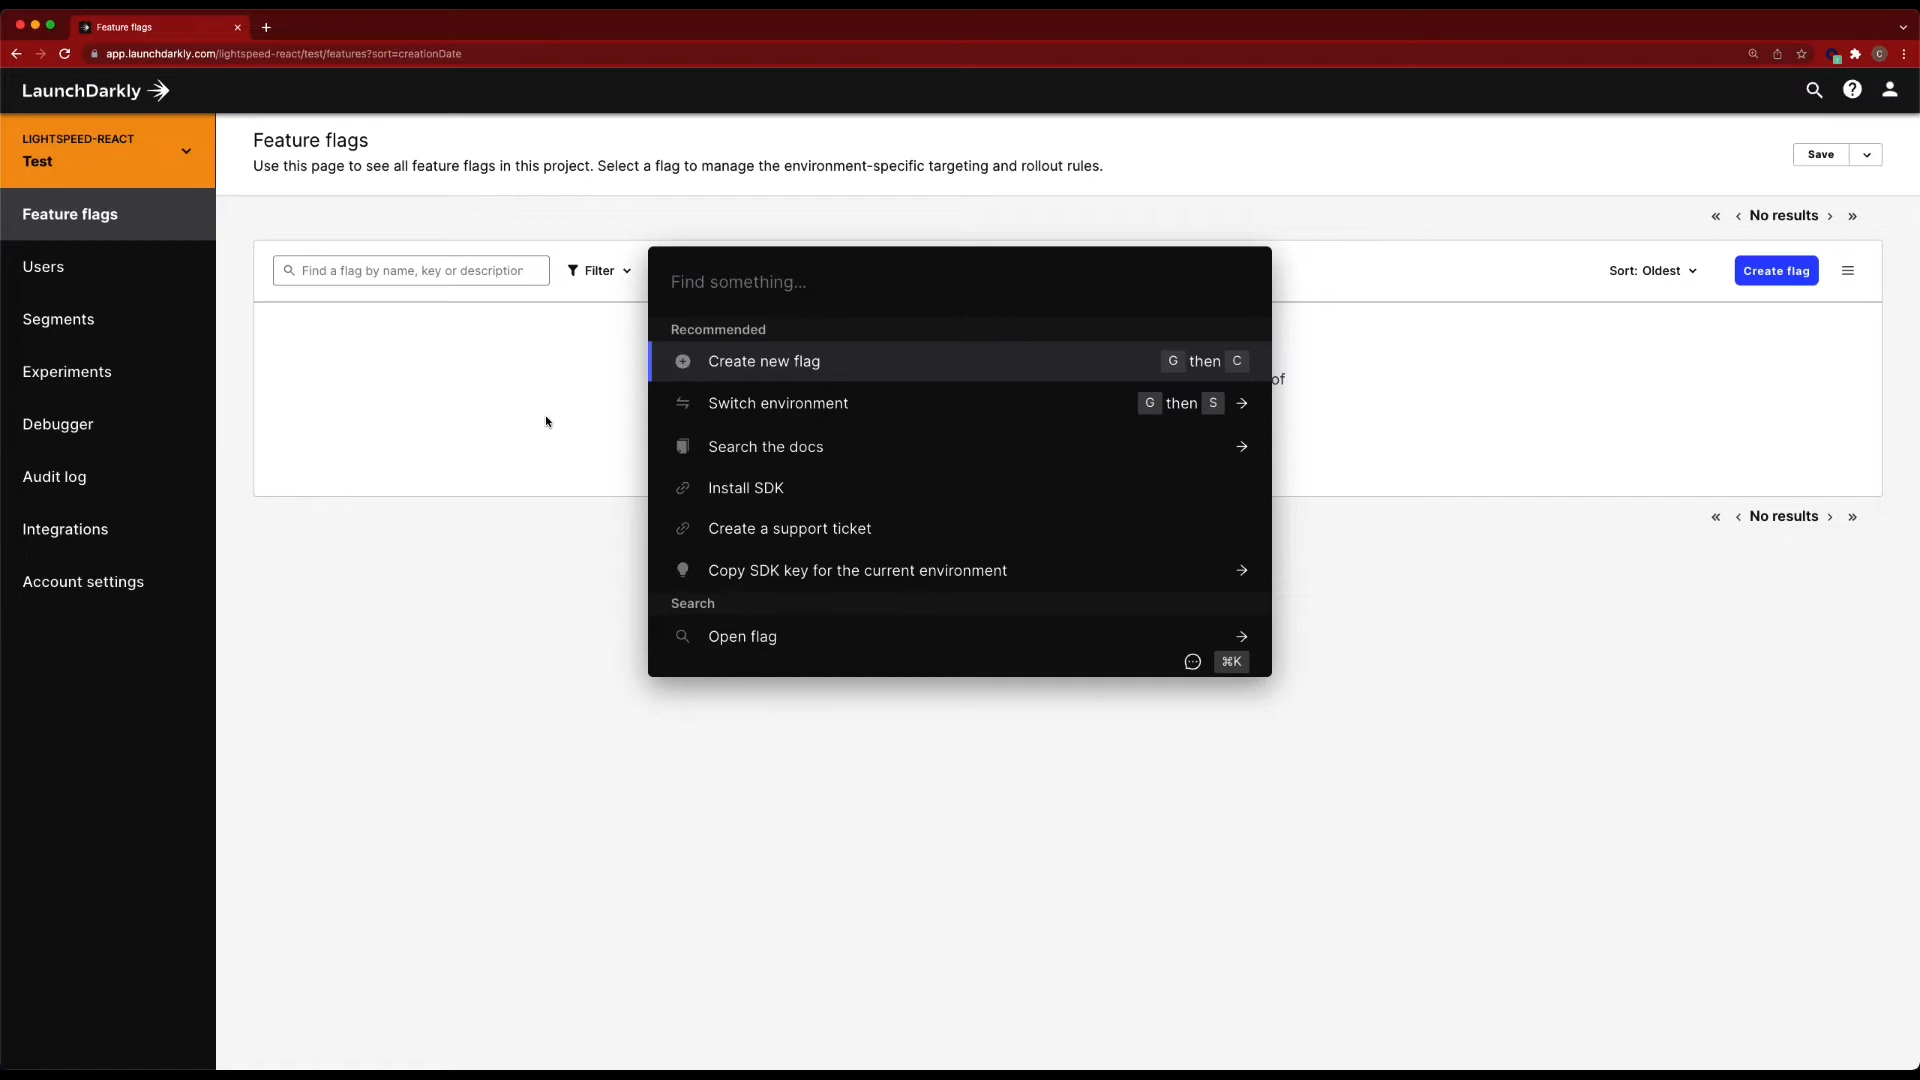 Feature flags
app.launchdarkly.com/lightspeed-react/test/features?sort=creationDate
C
LaunchDarkly
LIGHTSPEED-REACT
Test
Feature flags
Users
Segments
Experiments
Debugger
Audit log
Integrations
Account settings
Feature flags
Use this page to see all feature flags in this project. Select a flag to manage the environment-specific targeting and rollout rules.
Save
« ‹ No results › »
Find a flag by name, key or description
Filter
Sort: Oldest
Create flag
of
Find something...
Recommended
Create new flag G then C
Switch environment G then S
Search the docs
Install SDK
Create a support ticket
Copy SDK key for the current environment
Search
Open flag
⌘K
« ‹ No results › »